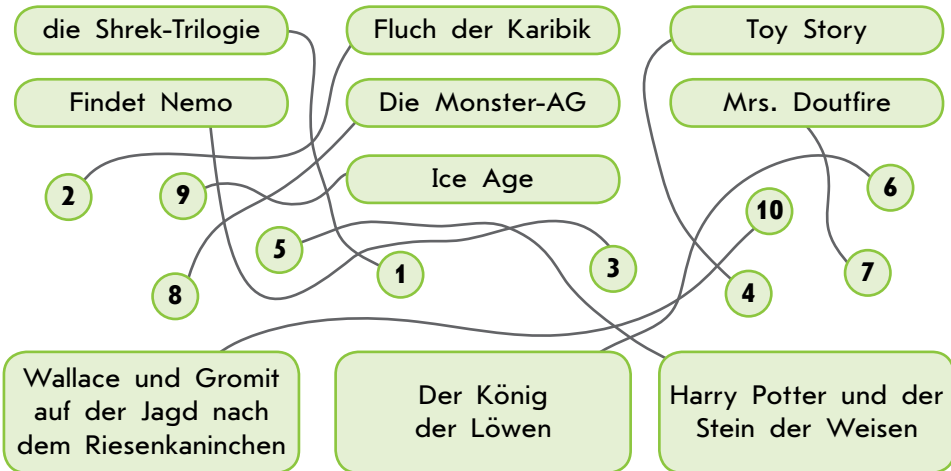 die Shrek-Trilogie
Fluch der Karibik
Toy Story
Findet Nemo
Die Monster-AG
Mrs. Doutfire
2
9
Ice Age
6
10
5
8
1
3
4
7
Wallace und Gromit
auf der Jagd nach
dem Riesenkaninchen
Der König
der Löwen
Harry Potter und der
Stein der Weisen